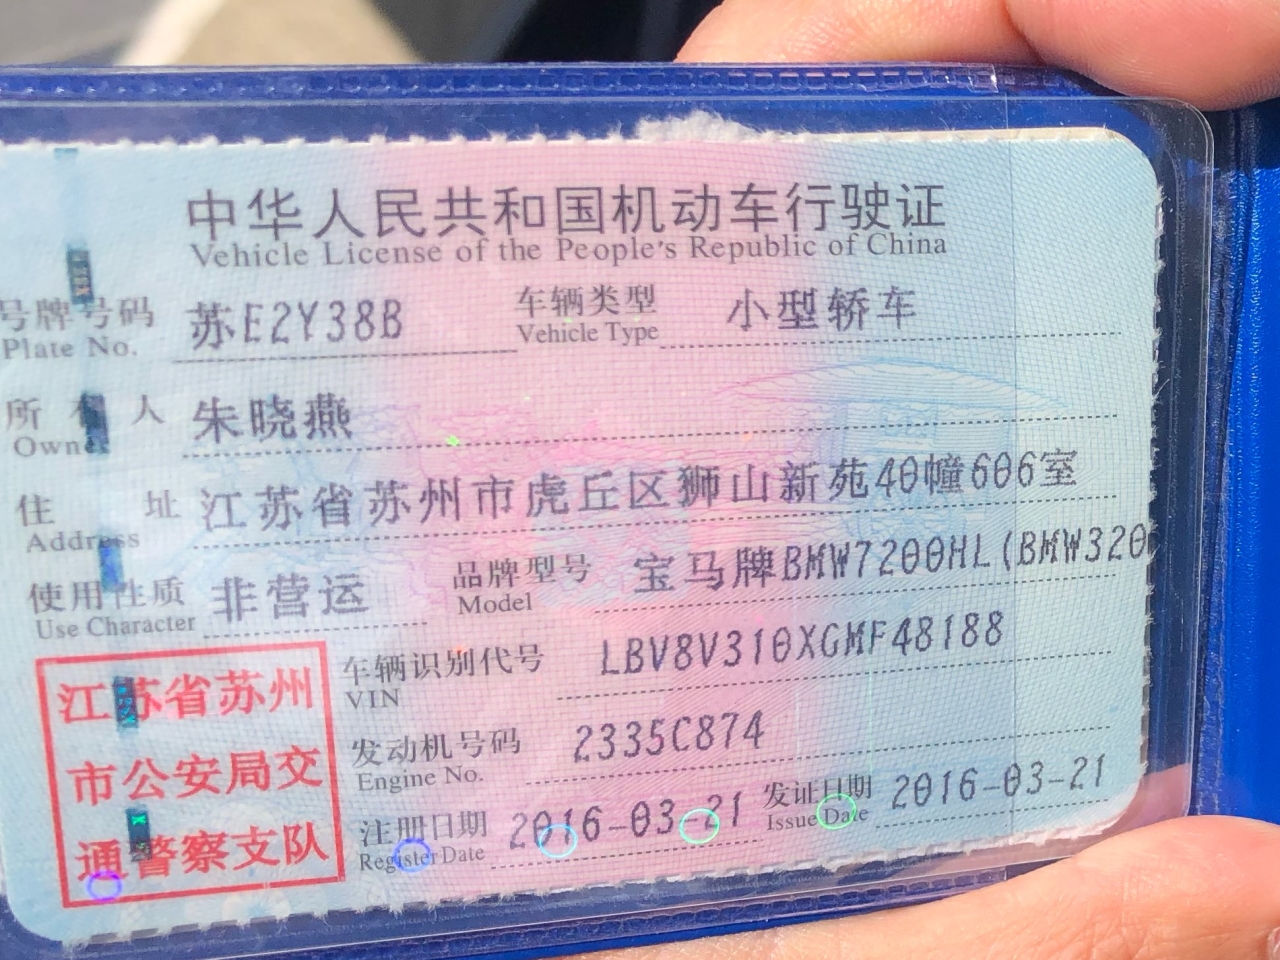 中华人民共和国机动车行驶证
Vehicle License of the People's Republic of China
号牌号码 苏E2Y38B 车辆类型 小型轿车
Plate No. Vehicle Type
所有人 朱晓燕
Owner
住址 江苏省苏州市虎丘区狮山新苑40幢606室
Address
使用性质 非营运 品牌型号 宝马牌BMW7200HL(BMW320
Use Character Model
车辆识别代号 LBV8V310XGMF48188
VIN
发动机号码 2335C874
Engine No.
注册日期 2016-03-21 发证日期 2016-03-21
Register Date Issue Date
江苏省苏州
市公安局交
通警察支队